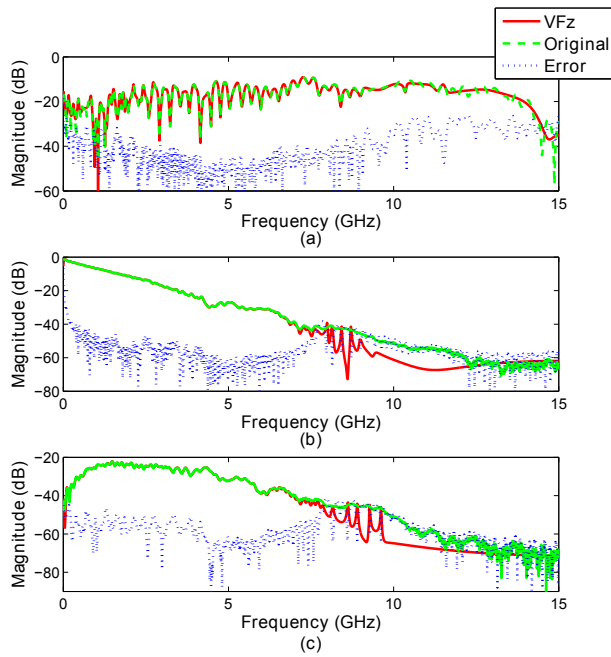 VFz
Original
Error
0
−20
−40
−60
Magnitude (dB)
0
5
10
15
Frequency (GHz)
(a)
0
−20
−40
−60
−80
Magnitude (dB)
0
5
10
15
Frequency (GHz)
(b)
−20
−40
−60
−80
Magnitude (dB)
0
5
10
15
Frequency (GHz)
(c)